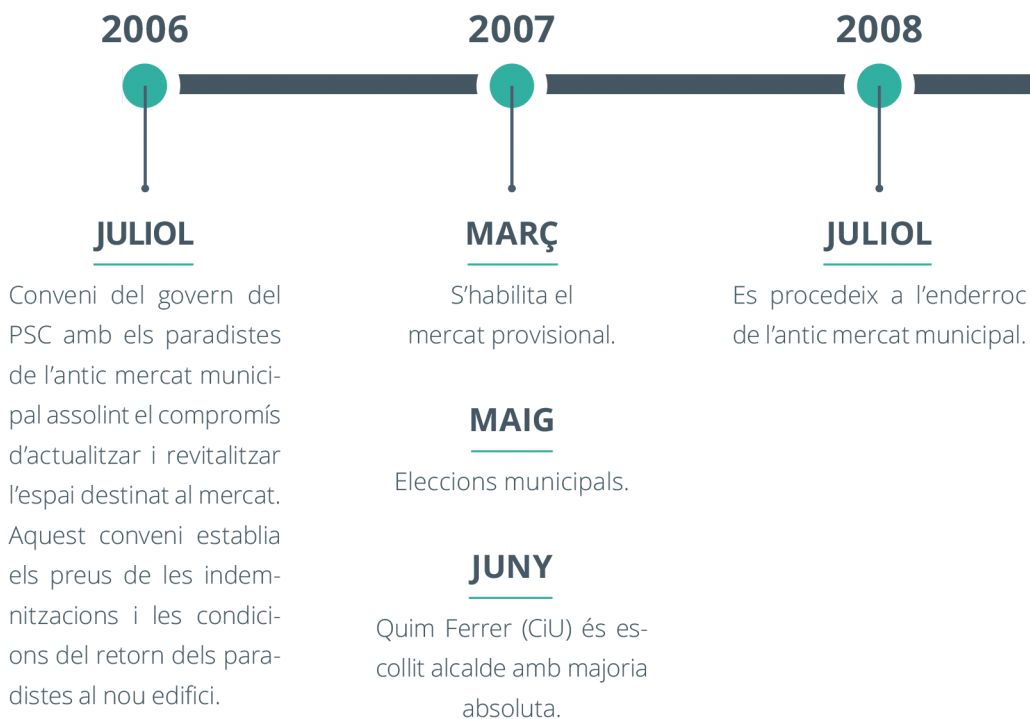 2006
JULIOL
Conveni del govern del
PSC amb els paradistes
de l'antic mercat munici-
pal assolint el compromís
d'actualitzar i revitalitzar
l'espai destinat al mercat.
Aquest conveni establia
els preus de les indem-
nitzacions i les condici-
ons del retorn dels para-
distes al nou edifici.
2007
MARÇ
S'habilita el
mercat provisional.
MAIG
Eleccions municipals.
JUNY
Quim Ferrer (CiU) és es-
collit alcalde amb majoria
absoluta.
2008
JULIOL
Es procedeix a l'enderroc
de l'antic mercat municipal.